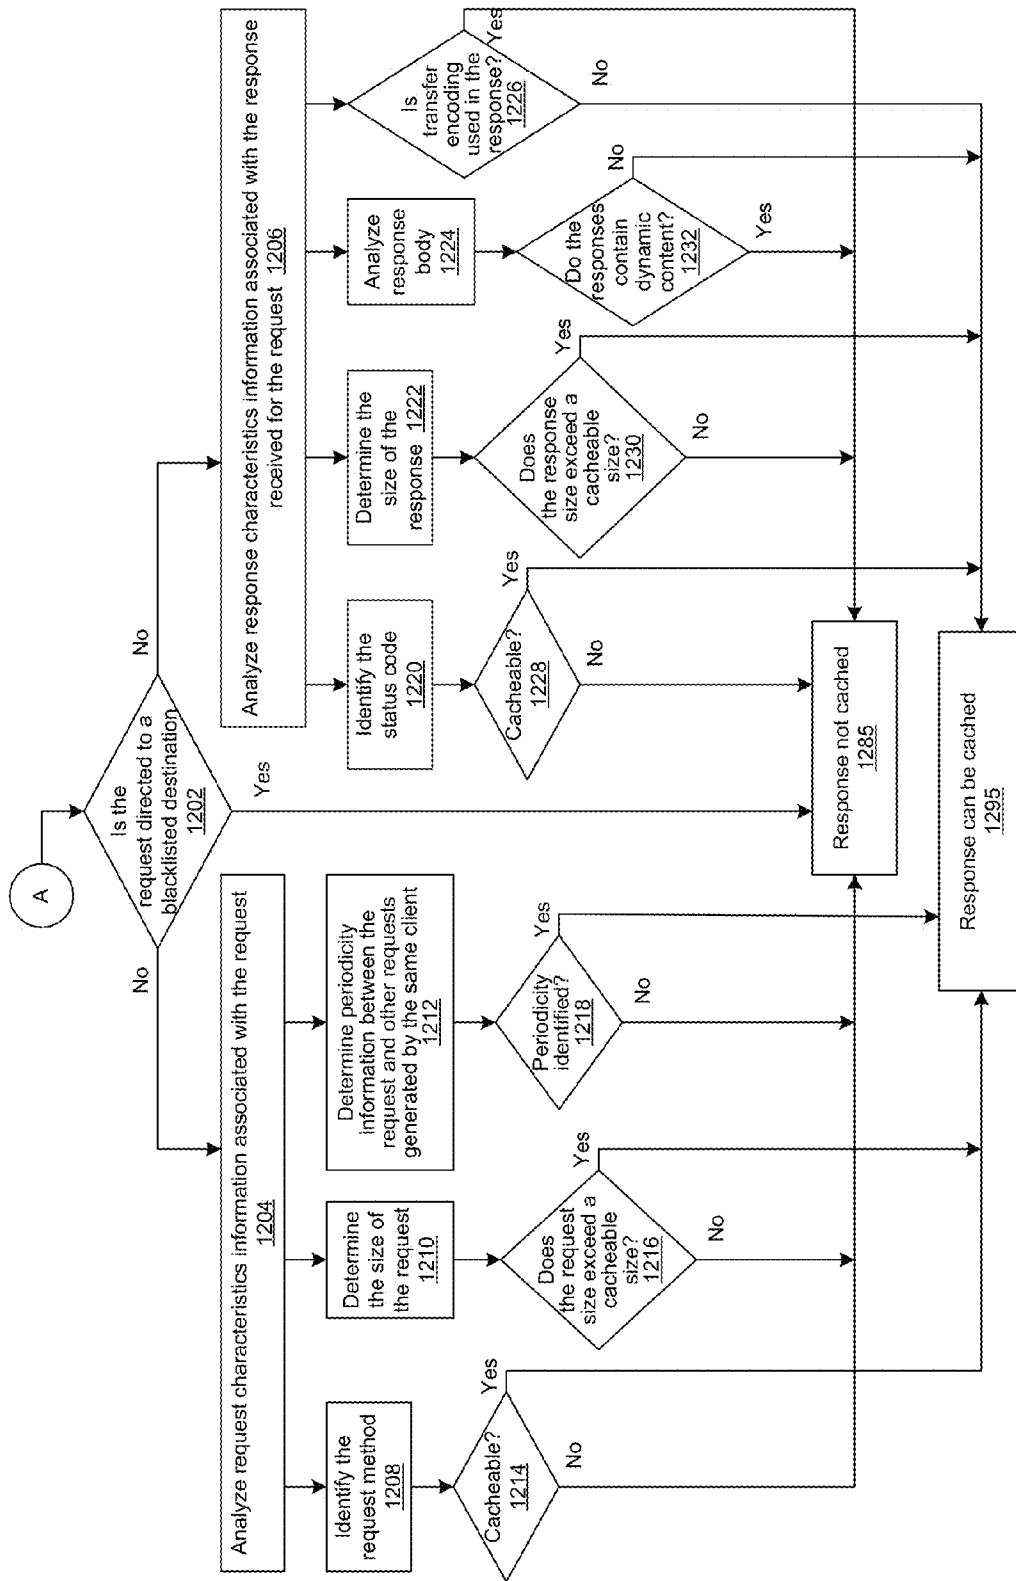 A
Is the
request directed to a
blacklisted destination
1202
No
No
Yes
Analyze request characteristics information associated with the request
1204
Analyze response characteristics information associated with the response
received for the request 1206
Identify the
request method
1208
Determine
the size of
the request
1210
Determine periodicity
information between the
request and other requests
generated by the same client
1212
Identify the
status code
1220
Determine the
size of the
response 1222
Analyze
response
body
1224
Is
transfer
encoding
used in the
response?
1226
Yes
No
Cacheable?
1214
Yes
No
Does
the request
size exceed a
cacheable
size?
1216
Yes
No
Periodicity
identified?
1218
Yes
No
Cacheable?
1228
Yes
No
Does
the response
size exceed a
cacheable
size?
1230
Yes
No
Do the
responses
contain
dynamic
content?
1232
No
Yes
Response not cached
1285
Response can be cached
1295